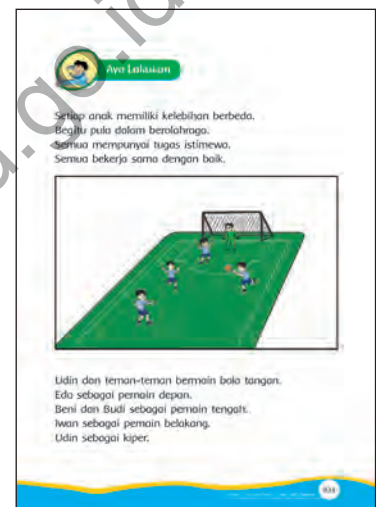 Ayo Lakukan
Setiap anak memiliki kelebihan berbeda.
Begitu pula dalam berolahraga.
Semua mempunyai tugas istimewa.
Semua bekerja sama dengan baik.
Udin dan teman-teman bermain bola tangan.
Edo sebagai pemain depan.
Beni dan Budi sebagai pemain tengah.
Iwan sebagai pemain belakang.
Udin sebagai kiper.